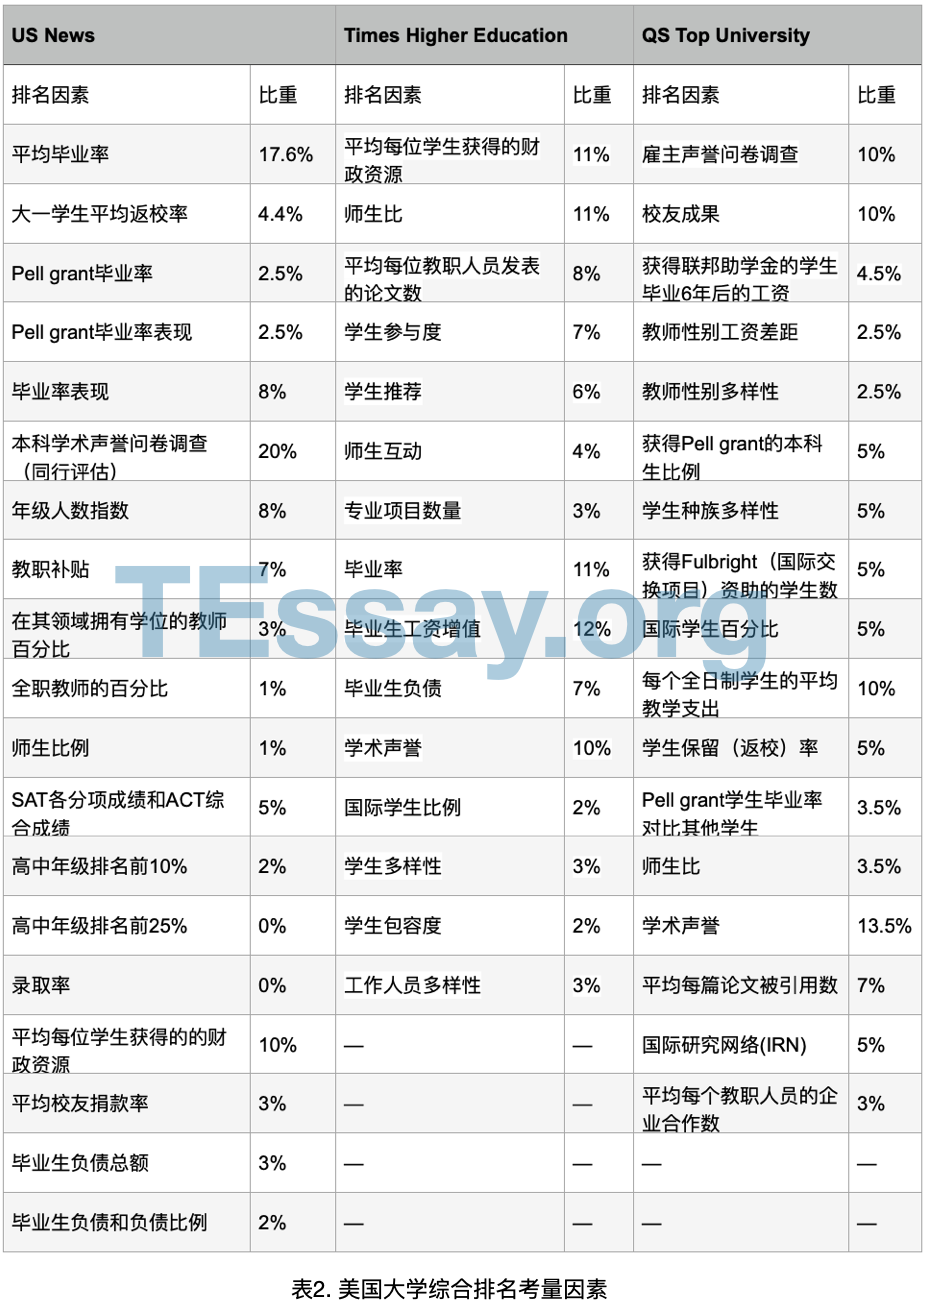 US News Times Higher Education QS Top University
排名因素 比重 排名因素 比重 排名因素 比重
平均毕业率 17.6% 平均每位学生获得的财 11% 雇主声誉问卷调查 10%
政资源
大一学生平均返校率 4.4% 师生比 11% 校友成果 10%
Pell grant毕业率 2.5% 平均每位教职人员发表 8% 获得联邦助学金的学生 4.5%
的论文数 毕业6年后的工资
Pell grant毕业率表现 2.5% 学生参与度 7% 教师性别工资差距 2.5%
毕业率表现 8% 学生推荐 6% 教师性别多样性 2.5%
本科学术声誉问卷调查 20% 师生互动 4% 获得Pell grant的本科 5%
（同行评估） 生比例
年级人数指数 8% 专业项目数量 3% 学生种族多样性 5%
教职补贴 7% 毕业率 11% 获得Fulbright（国际交 5%
换项目）资助的学生数
在其领域拥有学位的教师 3% 毕业生工资增值 12% 国际学生百分比 5%
百分比
全职教师的百分比 1% 毕业生负债 7% 每个全日制学生的平均 10%
教学支出
师生比例 1% 学术声誉 10% 学生保留（返校）率 5%
SAT各分项成绩和ACT综 5% 国际学生比例 2% Pell grant学生毕业率 3.5%
合成绩 对比其他学生
高中年级排名前10% 2% 学生多样性 3% 师生比 3.5%
高中年级排名前25% 0% 学生包容度 2% 学术声誉 13.5%
录取率 0% 工作人员多样性 3% 平均每篇论文被引用数 7%
平均每位学生获得的的财 10% — — 国际研究网络(IRN) 5%
政资源
平均校友捐款率 3% — — 平均每个教职人员的企 3%
业合作数
毕业生负债总额 3% — — — —
毕业生负债和负债比例 2% — — — —
TEssay.org
表2. 美国大学综合排名考量因素